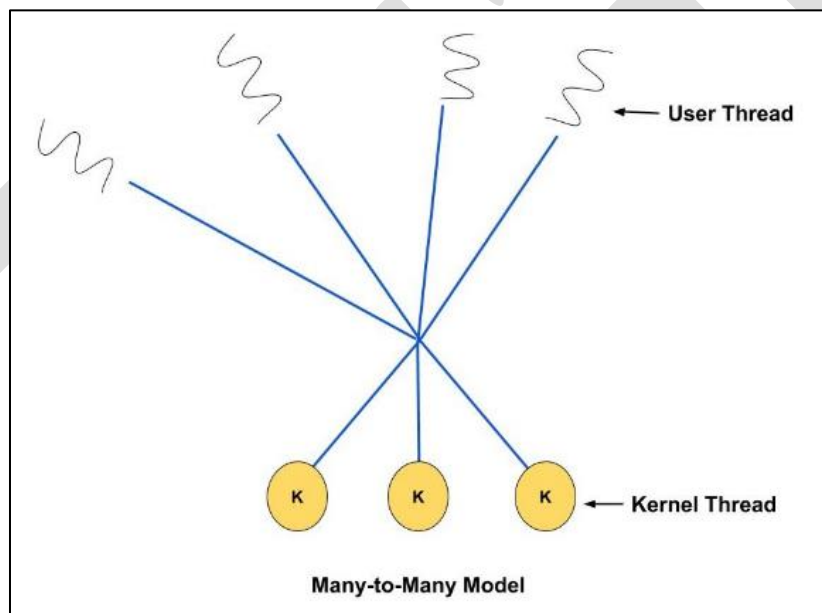 User Thread
K K K
Kernel Thread
Many-to-Many Model